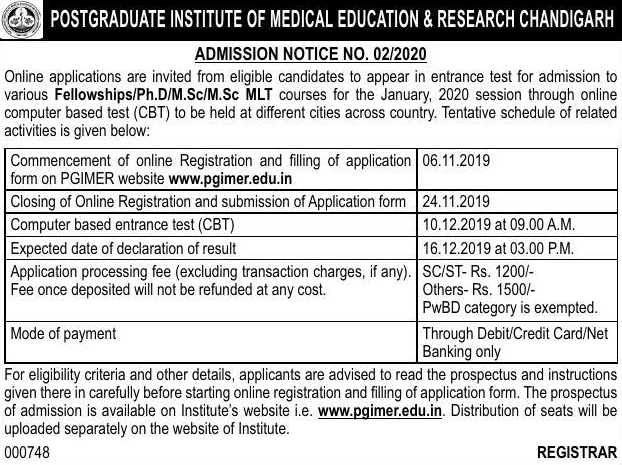 POSTGRADUATE INSTITUTE OF MEDICAL EDUCATION & RESEARCH CHANDIGARH
ADMISSION NOTICE NO. 02/2020
Online applications are invited from eligible candidates to appear in entrance test for admission to
various Fellowships/Ph.D/M.Sc/M.Sc MLT courses for the January, 2020 session through online
computer based test (CBT) to be held at different cities across country. Tentative schedule of related
activities is given below:
Commencement of online Registration and filling of application 06.11.2019
form on PGIMER website www.pgimer.edu.in
Closing of Online Registration and submission of Application form 24.11.2019
Computer based entrance test (CBT) 10.12.2019 at 09.00 A.M.
Expected date of declaration of result 16.12.2019 at 03.00 P.M.
Application processing fee (excluding transaction charges, if any). SC/ST- Rs. 1200/-
Fee once deposited will not be refunded at any cost. Others- Rs. 1500/-
PwBD category is exempted.
Mode of payment Through Debit/Credit Card/Net
Banking only
For eligibility criteria and other details, applicants are advised to read the prospectus and instructions
given there in carefully before starting online registration and filling of application form. The prospectus
of admission is available on Institute's website i.e. www.pgimer.edu.in. Distribution of seats will be
uploaded separately on the website of Institute.
000748 REGISTRAR